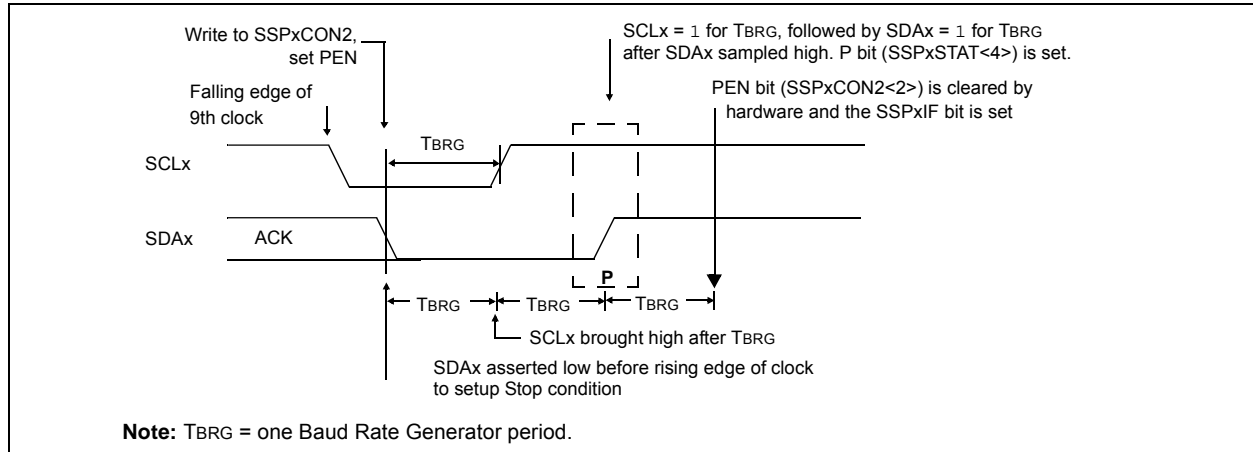 Write to SSPxCON2,
set PEN
SCLx = 1 for TBRG, followed by SDAx = 1 for TBRG
after SDAx sampled high. P bit (SSPxSTAT<4>) is set.
Falling edge of
9th clock
PEN bit (SSPxCON2<2>) is cleared by
hardware and the SSPxIF bit is set
TBRG
SCLx
SDAx
ACK
P
TBRG
TBRG
TBRG
SCLx brought high after TBRG
SDAx asserted low before rising edge of clock
to setup Stop condition
Note: TBRG = one Baud Rate Generator period.